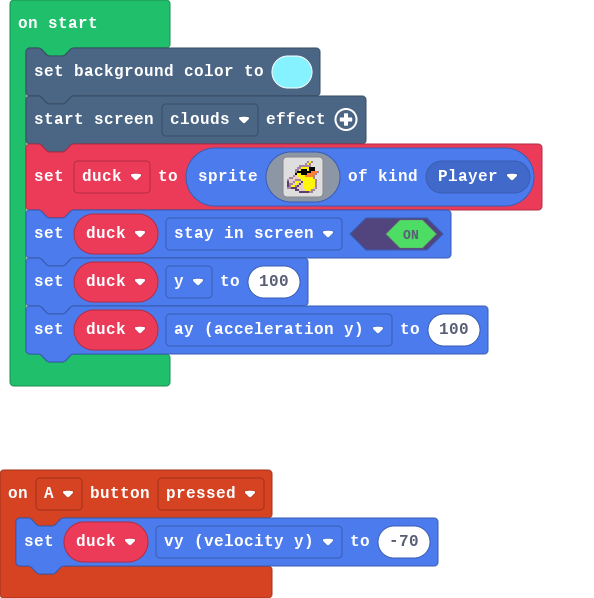 on start
set background color to
start screen clouds effect
set duck to sprite of kind Player
set duck stay in screen ON
set duck y to 100
set duck ay (acceleration y) to 100
on A button pressed
set duck vy (velocity y) to -70